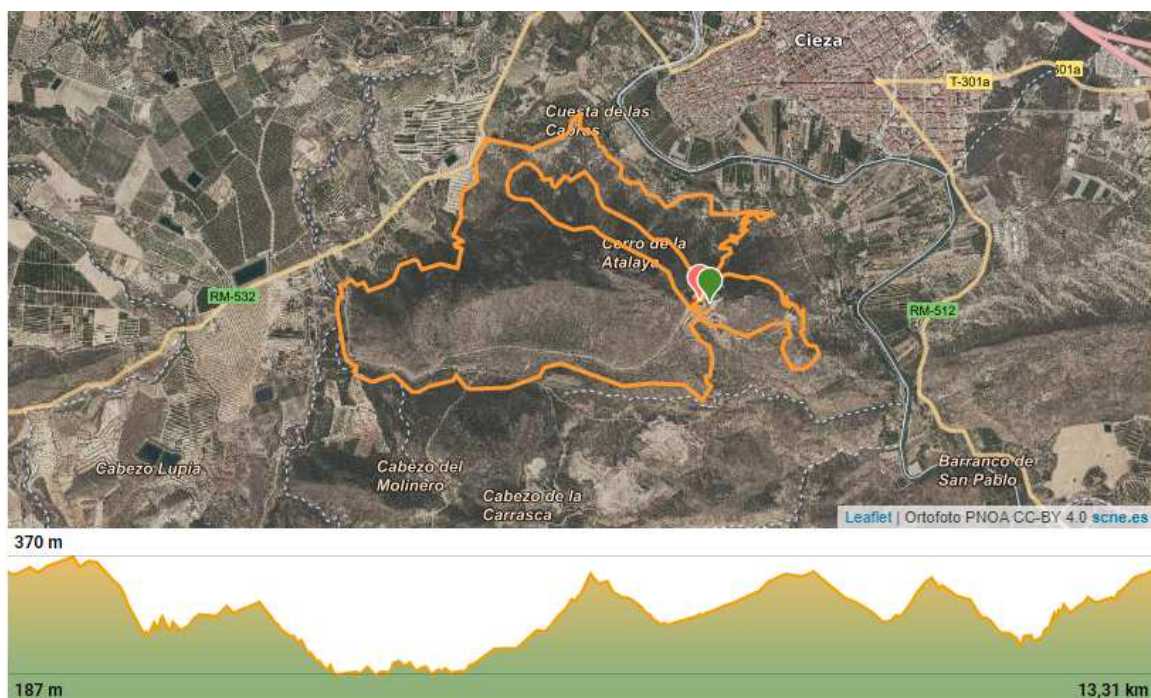 Cieza
601a
T-301a
Cuesta de las
Cabras
Cerro de la
Atalaya
RM-532
RM-512
Cabezo Lupia
Cabezo del
Molinero
Cabezo de la
Carrasca
Barranco de
San Pablo
Leaflet | Ortofoto PNOA CC-BY 4.0 scne.es
370 m
187 m
13,31 km